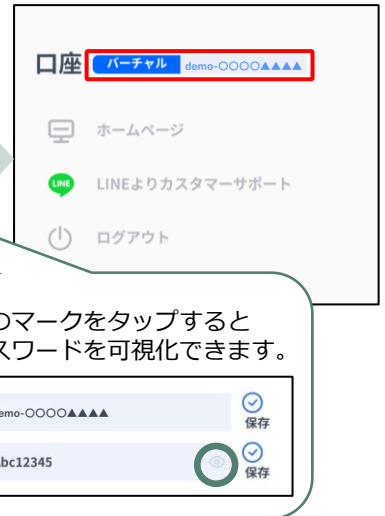 口座 バーチャル demo-○○○○▲▲▲▲
ホームページ
LINE LINEよりカスタマーサポート
ログアウト
のマークをタップすると
スワードを可視化できます。
emo-○○○○▲▲▲▲ 保存
bc12345 保存